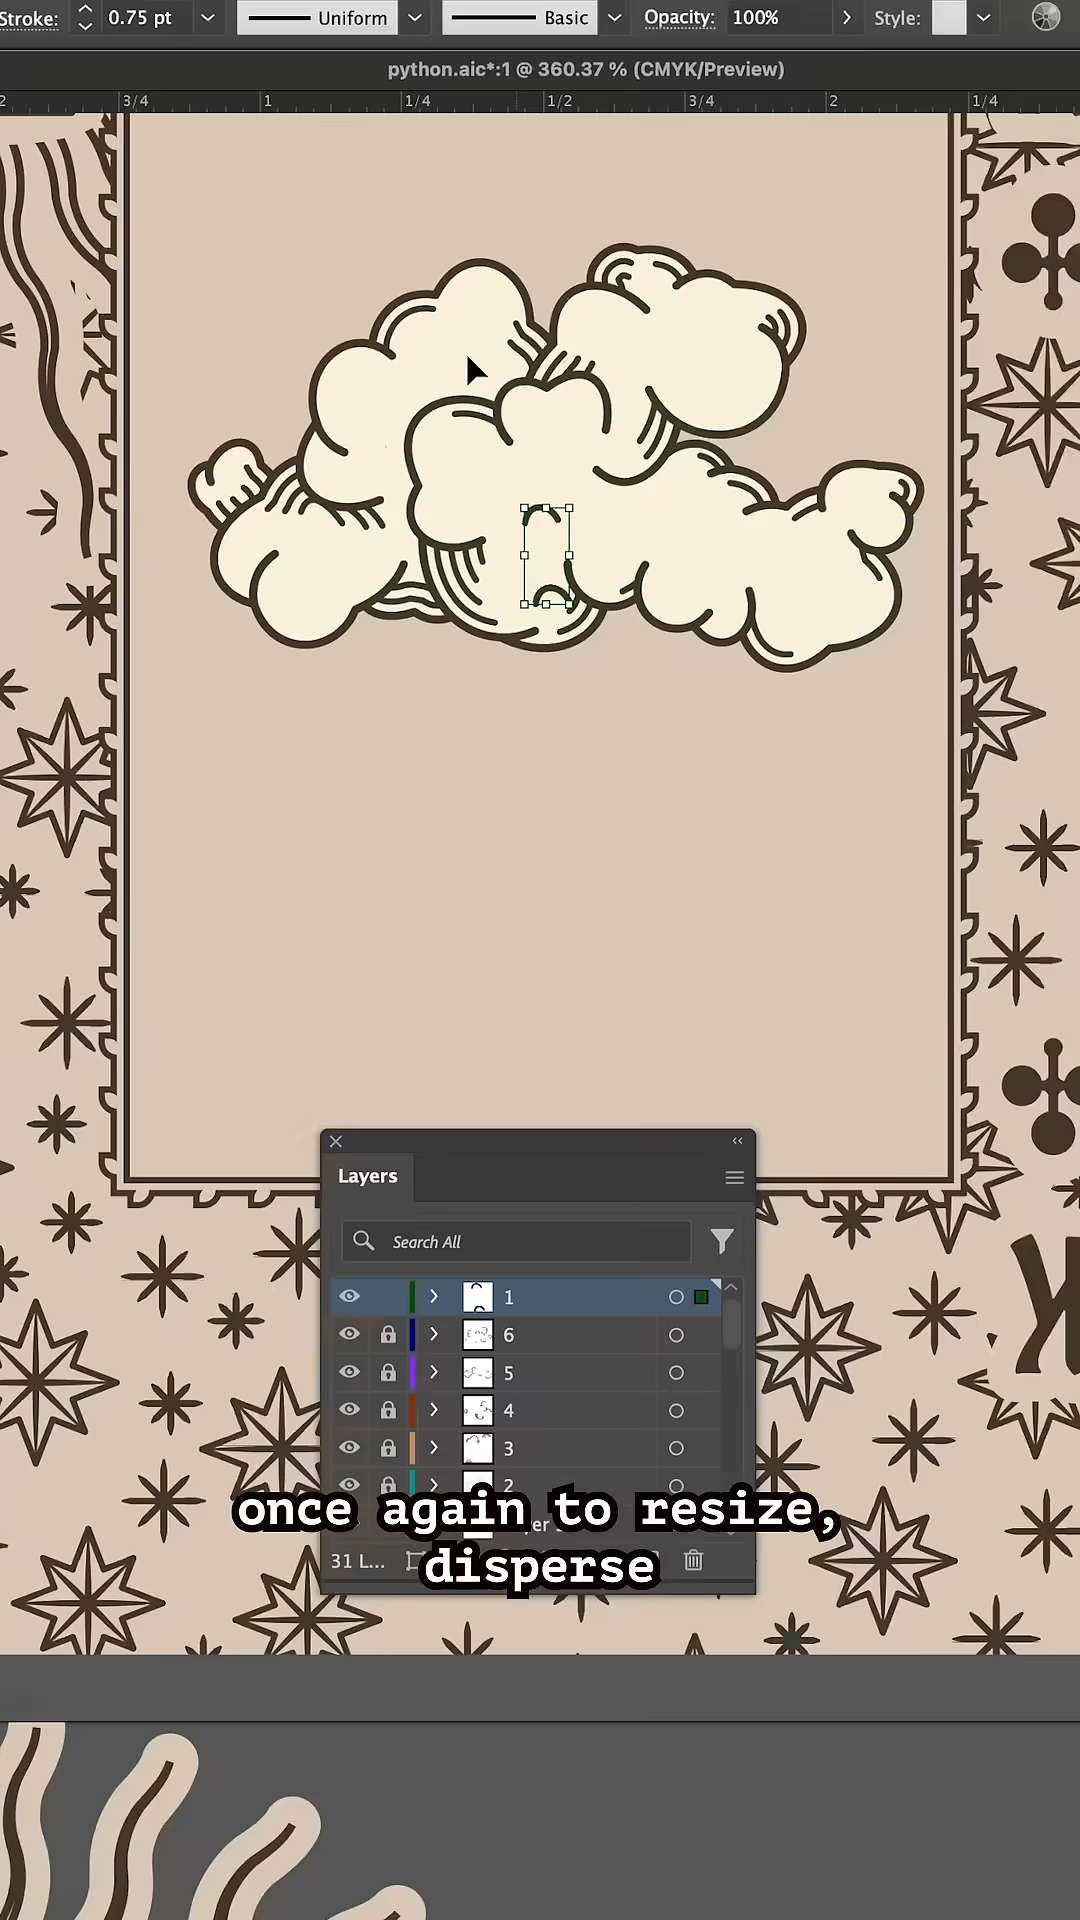 Stroke: 0.75 pt Uniform Basic Opacity: 100% Style:
python.aic*:1 @ 360.37 % (CMYK/Preview)
2 3/4 1 1/4 1/2 3/4 2 1/4
Layers
Search All
1
6
5
4
3
2
once again to resize,
31 L...
disperse